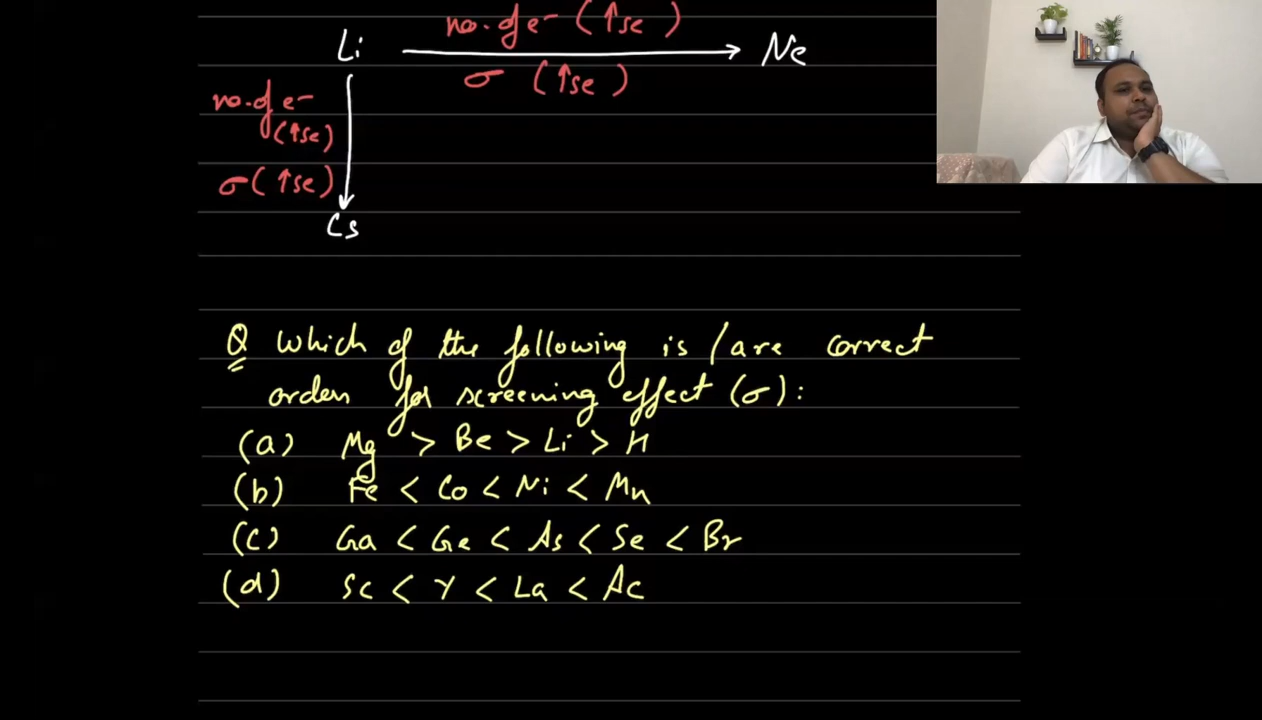 no. of e- (↑se)
Li → Ne
σ (↑se)
no. of e-
(↑se)
σ (↑se)
Cs
Q Which of the following is /are correct
order for screening effect (σ):
(a) Mg > Be > Li > H
(b) Fe < Co < Ni < Mn
(c) Ga < Ge < As < Se < Br
(d) Sc < Y < La < Ac